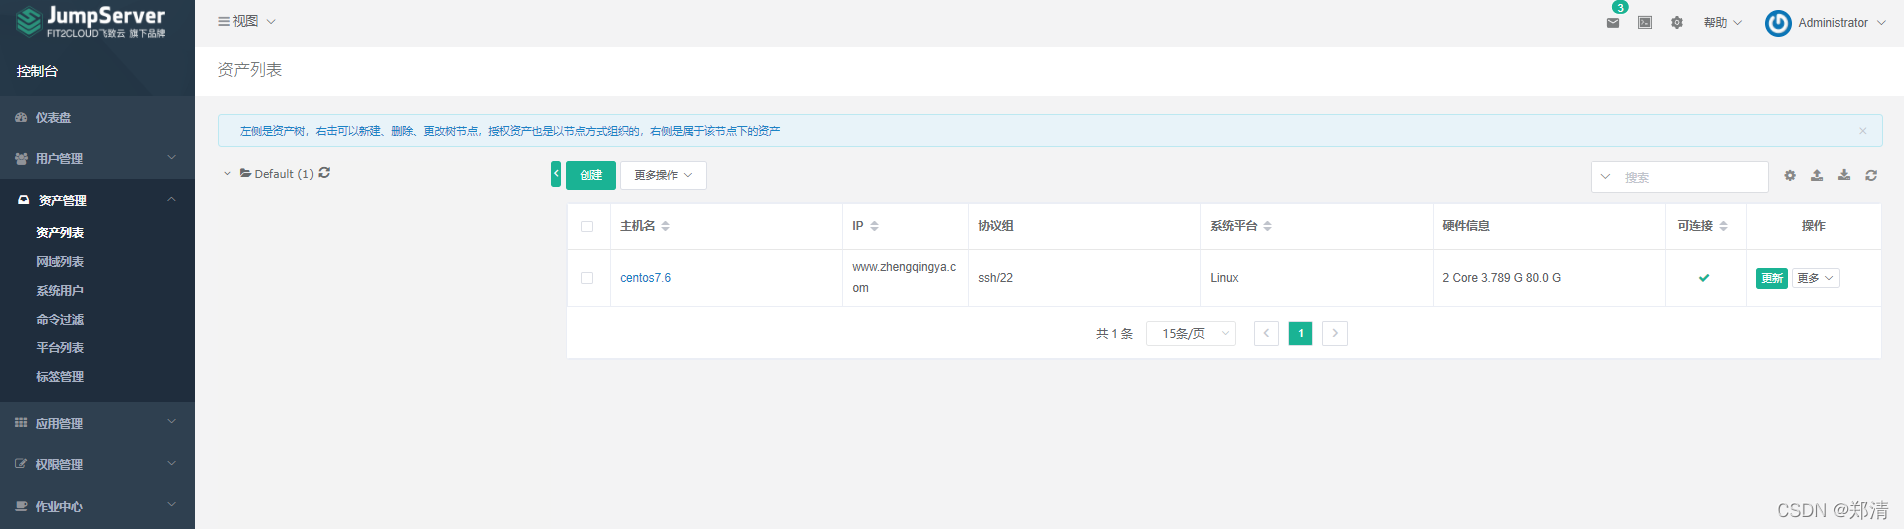 JumpServer
FIT2CLOUD飞致云 旗下品牌
视图
3
帮助
Administrator
控制台
资产列表
仪表盘
用户管理
资产管理
资产列表
网域列表
系统用户
命令过滤
平台列表
标签管理
应用管理
权限管理
作业中心
左侧是资产树，右击可以新建、删除、更改树节点，授权资产也是以节点方式组织的，右侧是属于该节点下的资产
×
Default (1)
创建
更多操作
搜索
主机名 IP 协议组 系统平台 硬件信息 可连接 操作
centos7.6 www.zhengqingya.c ssh/22 Linux 2 Core 3.789 G 80.0 G 更新 更多
om
共 1 条 15条/页 1
CSDN @郑清